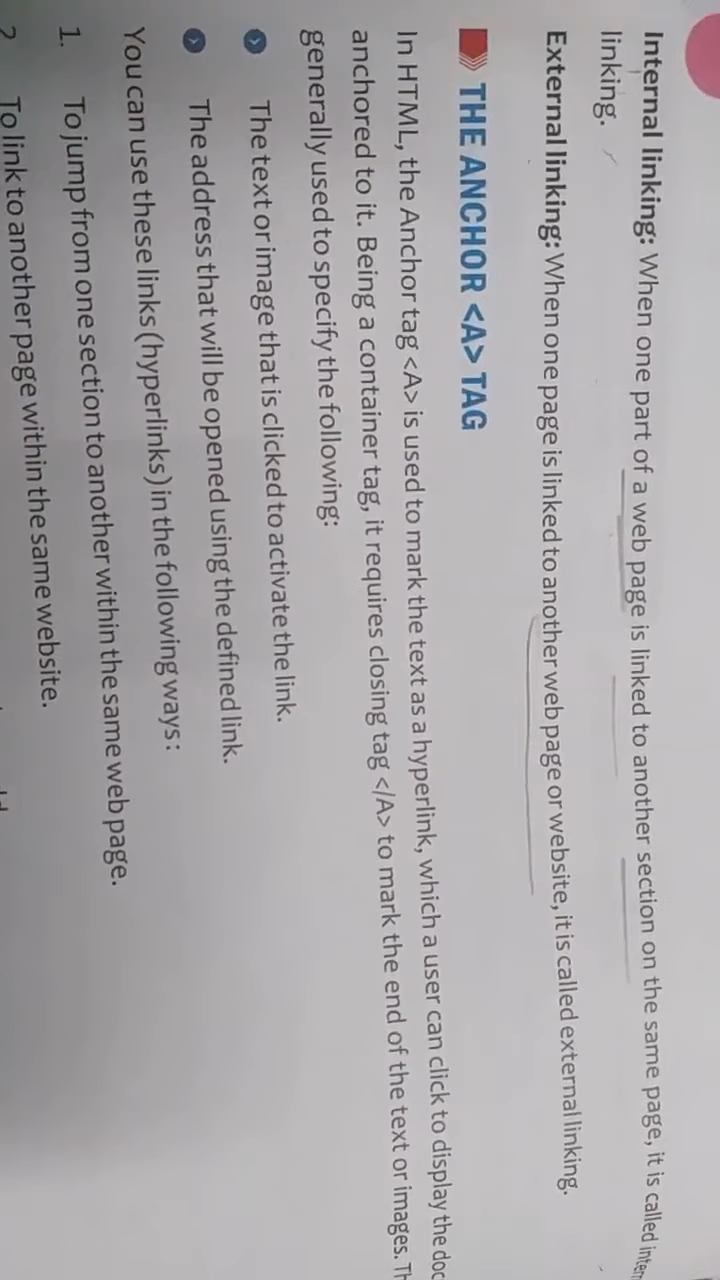 Internal linking: When one part of a web page is linked to another section on the same page, it is called inter
linking.
External linking: When one page is linked to another web page or website, it is called external linking.
THE ANCHOR <A> TAG
In HTML, the Anchor tag <A> is used to mark the text as a hyperlink, which a user can click to display the doc
anchored to it. Being a container tag, it requires closing tag </A> to mark the end of the text or images. Th
generally used to specify the following:
The text or image that is clicked to activate the link.
The address that will be opened using the defined link.
You can use these links (hyperlinks) in the following ways:
1. To jump from one section to another within the same web page.
2 To link to another page within the same website.